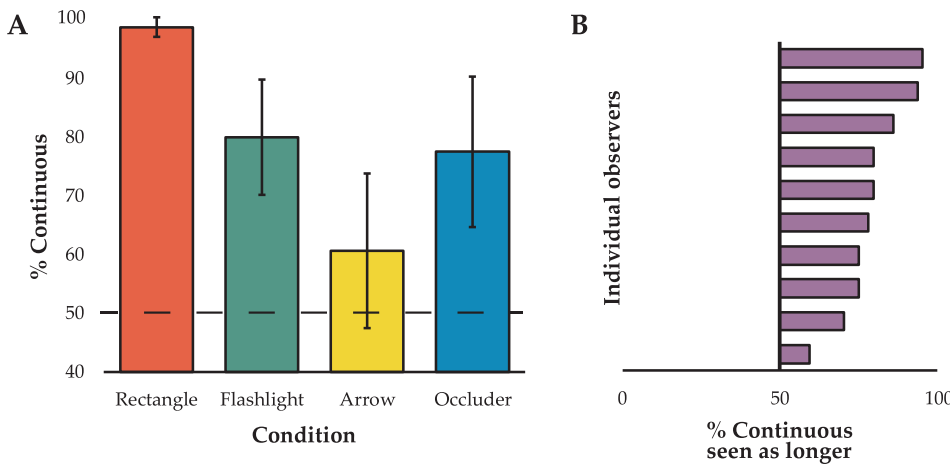 A
% Continuous
100
90
80
70
60
50
40
Rectangle Flashlight Arrow Occluder
Condition
B
Individual observers
0 50 100
% Continuous
seen as longer